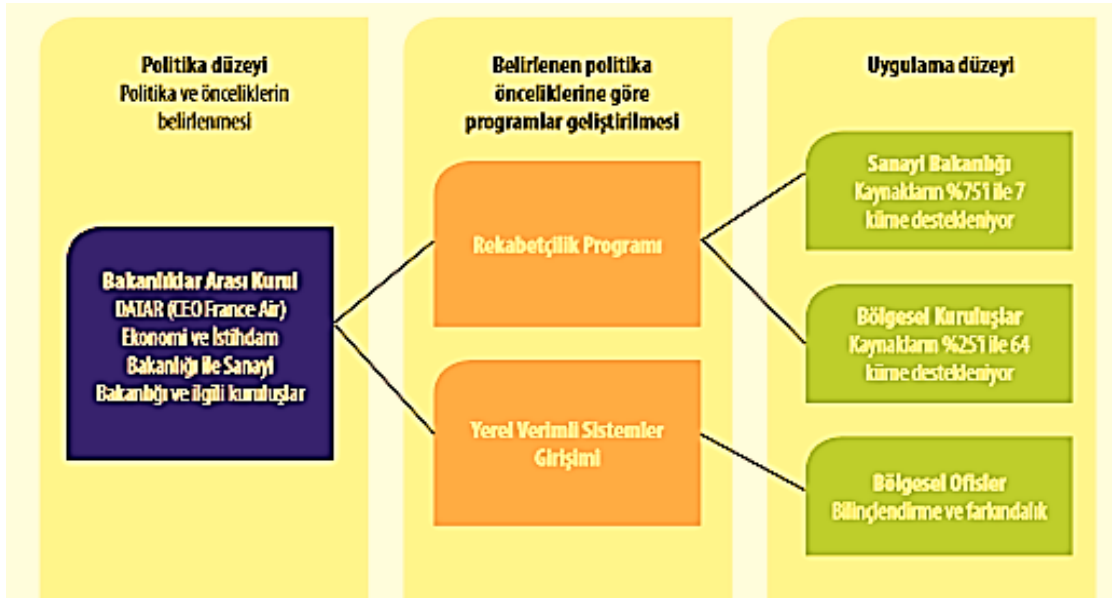 Politika düzeyi
Politika ve önceliklerin
belirlenmesi
Bakanlıklar Arası Kurul
DATAR (CEO France Air)
Ekonomi ve İstihdam
Bakanlığı ile Sanayi
Bakanlığı ve ilgili kuruluşlar
Belirlenen politika
önceliklerine göre
programlar geliştirilmesi
Rekabetçilik Programı
Yerel Verimli Sistemler
Girişimi
Uygulama düzeyi
Sanayi Bakanlığı
Kaynakların %75'i ile 7
küme destekleniyor
Bölgesel Kuruluşlar
Kaynakların %25'i ile 64
küme destekleniyor
Bölgesel Ofisler
Bilinçlendirme ve farkındalık